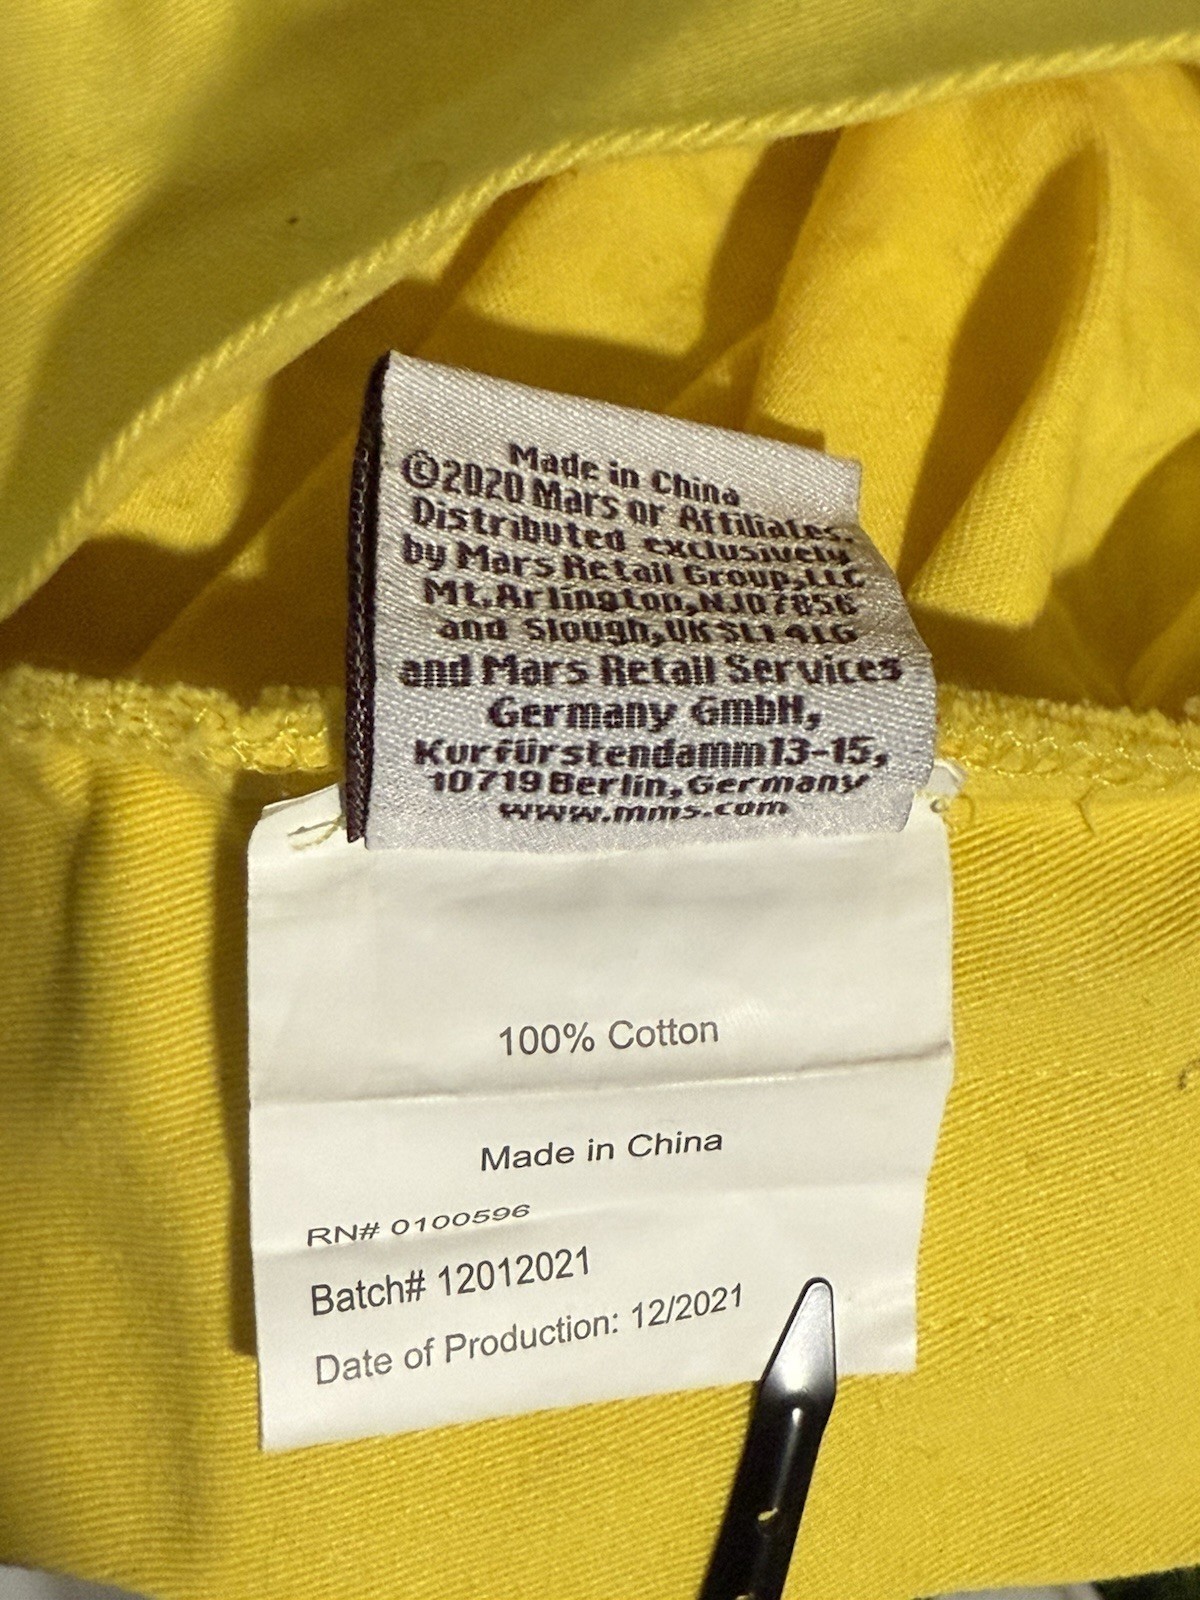 Made in China
©2020 Mars or Affiliates.
Distributed exclusively
by Mars Retail Group,LLC
Mt.Arlington,NJ07856
and Slough,UK SL1 4LG
and Mars Retail Services
Germany GmbH,
Kurfürstendamm13-15,
10719 Berlin,Germany
www.mms.com
100% Cotton
Made in China
RN# 0100596
Batch# 12012021
Date of Production: 12/2021